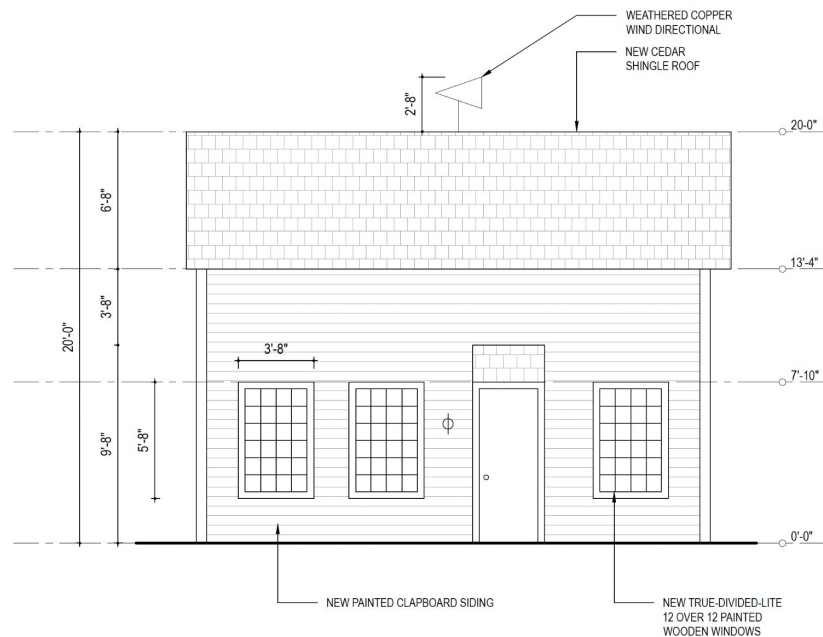 WEATHERED COPPER
WIND DIRECTIONAL
NEW CEDAR
SHINGLE ROOF
2'-8"
20-0"
6'-8"
13'-4"
3'-8"
20'-0"
3'-8"
7'-10"
9'-8"
5'-8"
0'-0"
NEW PAINTED CLAPBOARD SIDING
NEW TRUE-DIVIDED-LITE
12 OVER 12 PAINTED
WOODEN WINDOWS